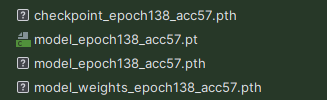 checkpoint_epoch138_acc57.pth
model_epoch138_acc57.pt
model_epoch138_acc57.pth
model_weights_epoch138_acc57.pth